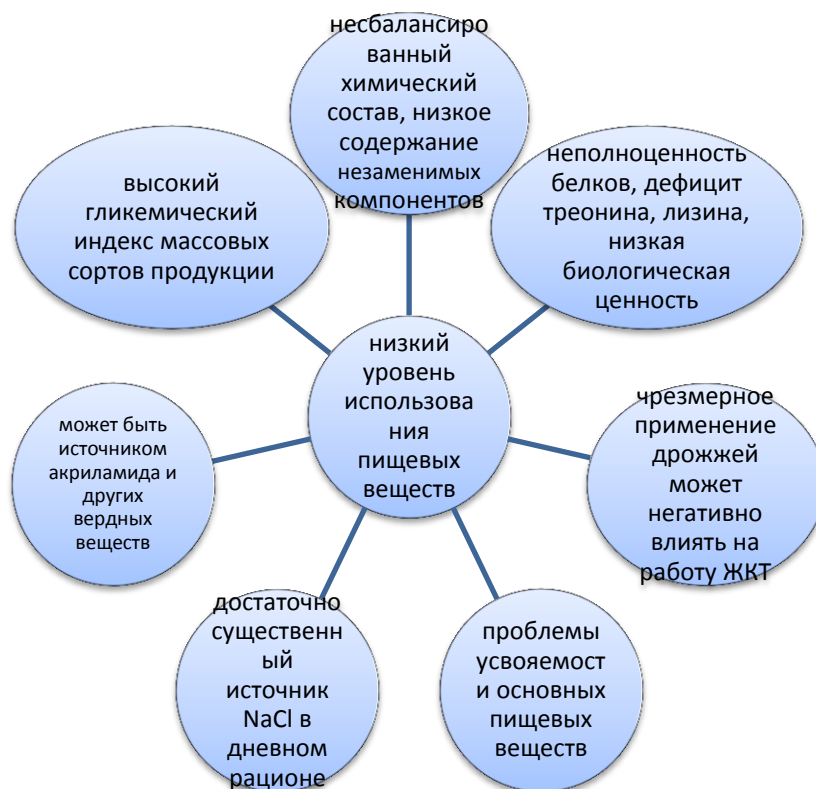 несбалансиро
ванный
химический
состав, низкое
содержание
незаменимых
компонентов
неполноценность
белков, дефицит
треонина, лизина,
низкая
биологическая
ценность
чрезмерное
применение
дрожжей
может
негативно
влиять на
работу ЖКТ
проблемы
усвояемост
и основных
пищевых
веществ
достаточно
существенн
ый
источник
NaCl в
дневном
рационе
может быть
источником
акриламида и
других
вердных
веществ
высокий
гликемический
индекс массовых
сортов продукции
низкий
уровень
использова
ния
пищевых
веществ